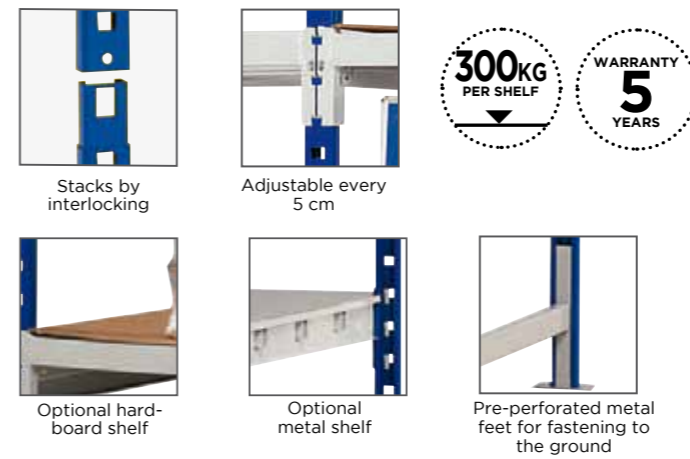 Stacks by
interlocking
Adjustable every
5 cm
300KG
PER SHELF
WARRANTY
5
YEARS
Optional hard-
board shelf
Optional
metal shelf
Pre-perforated metal
feet for fastening to
the ground